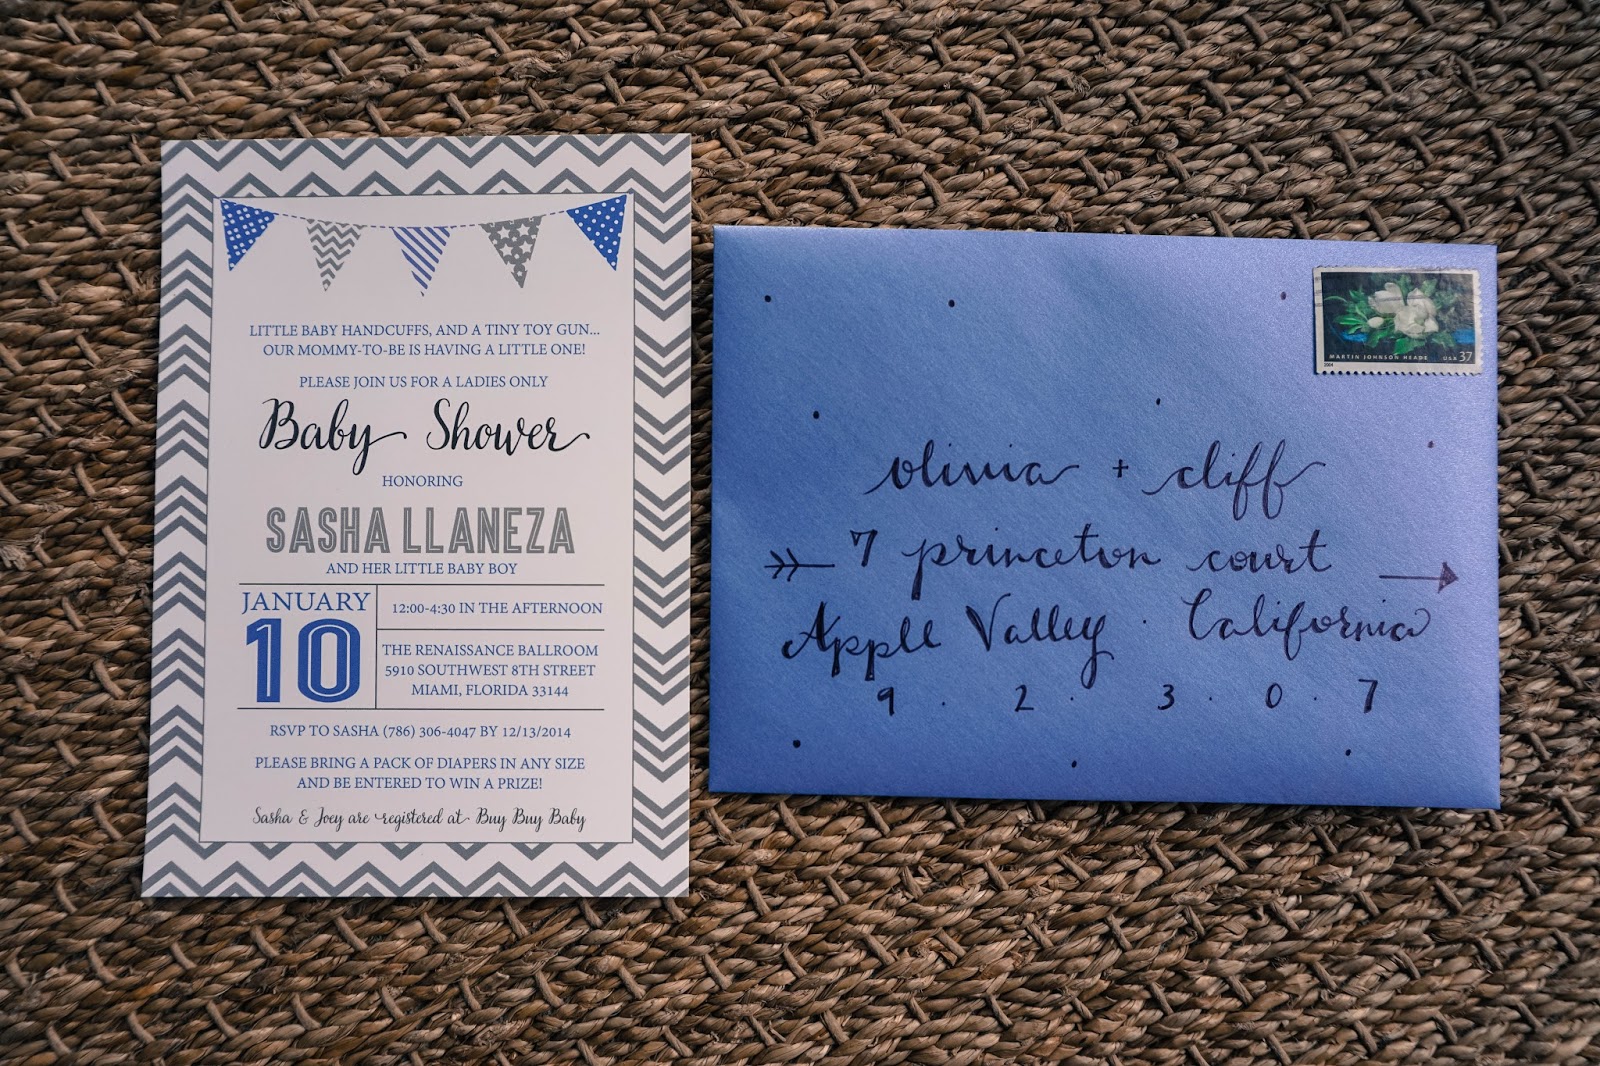 LITTLE BABY HANDCUFFS, AND A TINY TOY GUN...
OUR MOMMY-TO-BE IS HAVING A LITTLE ONE!
PLEASE JOIN US FOR A LADIES ONLY
Baby Shower
HONORING
SASHA LLANEZA
AND HER LITTLE BABY BOY
JANUARY
10
12:00-4:30 IN THE AFTERNOON
THE RENAISSANCE BALLROOM
5910 SOUTHWEST 8TH STREET
MIAMI, FLORIDA 33144
RSVP TO SASHA (786) 306-4047 BY 12/13/2014
PLEASE BRING A PACK OF DIAPERS IN ANY SIZE
AND BE ENTERED TO WIN A PRIZE!
Sasha & Joey are registered at Buy Buy Baby
MARTIN JOHNSON HEADE USA 37
2004
olivia + cliff
7 princeton court
Apple Valley · California
9 . 2 . 3 . 0 . 7